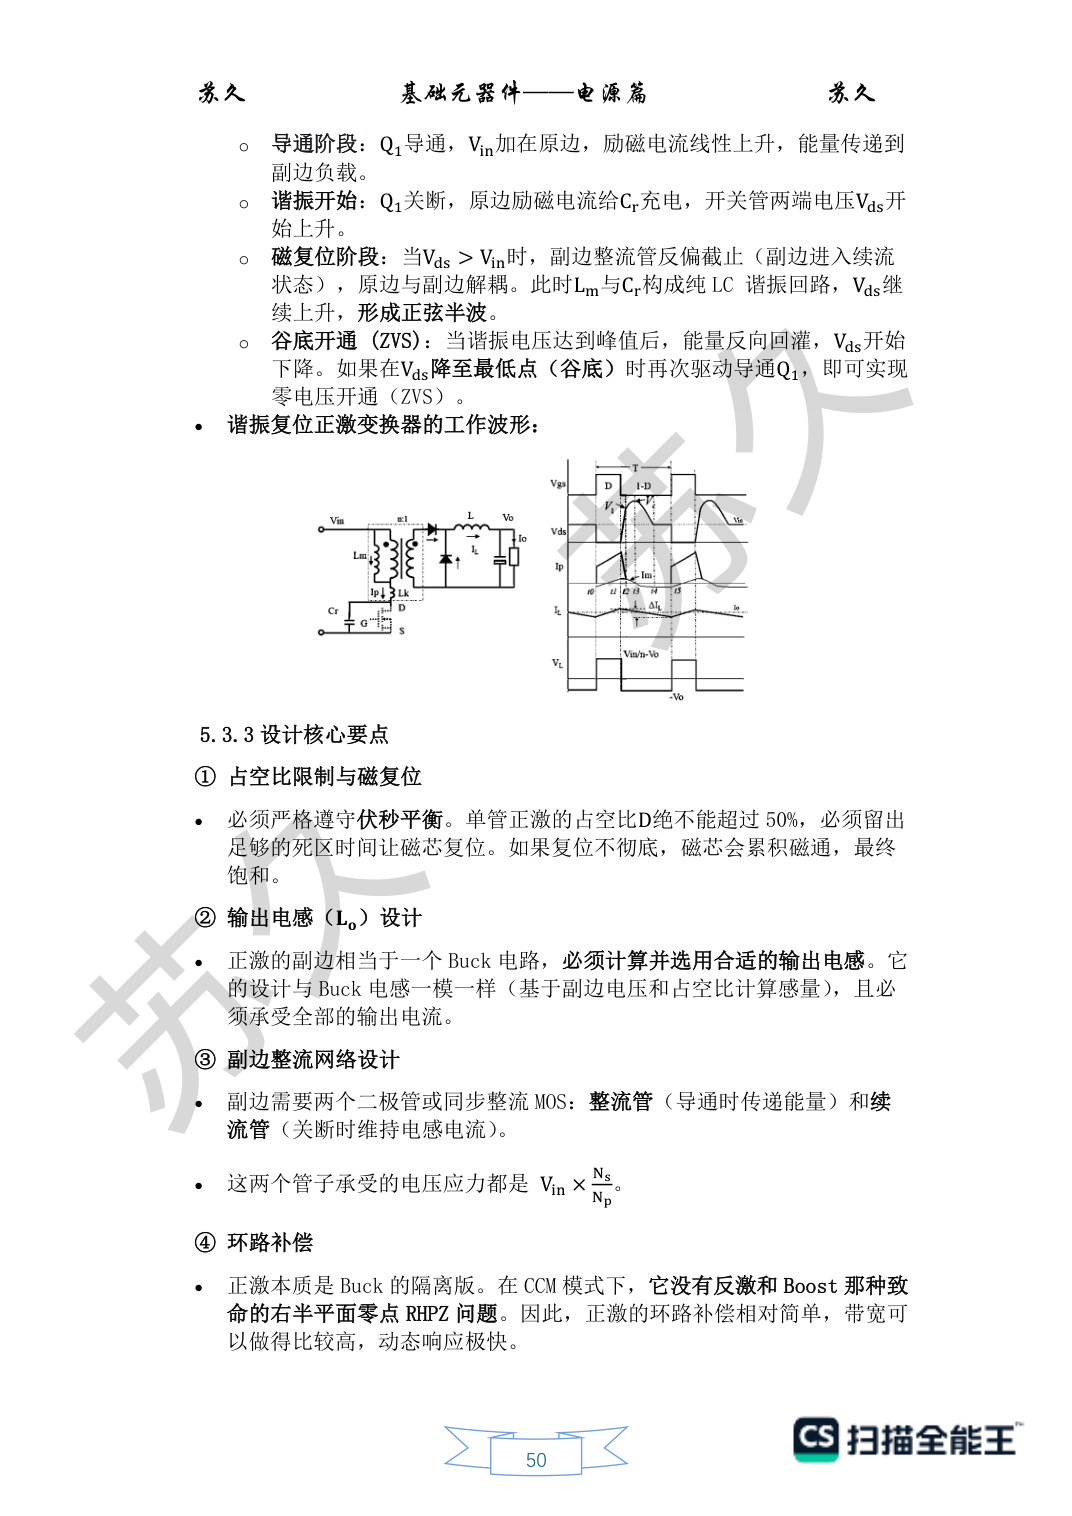 苏久 基础元器件——电源篇 苏久
o 导通阶段：Q₁导通，Vin加在原边，励磁电流线性上升，能量传递到
副边负载。
o 谐振开始：Q₁关断，原边励磁电流给Cr充电，开关管两端电压Vds开
始上升。
o 磁复位阶段：当Vds > Vin时，副边整流管反偏截止（副边进入续流
状态），原边与副边解耦。此时Lm与Cr构成纯 LC 谐振回路，Vds继
续上升，形成正弦半波。
o 谷底开通 (ZVS)：当谐振电压达到峰值后，能量反向回灌，Vds开始
下降。如果在Vds降至最低点（谷底）时再次驱动导通Q₁，即可实现
零电压开通（ZVS）。
• 谐振复位正激变换器的工作波形：
Vin n:1 L Vo
Io
Lm IL
Ip Lk
Cr D
G
S
T
Vgs D 1-D
V1 V
Vin
Vds
Ip
Im
t0 t1 t2 t3 t4 t5
IL ΔIL Io
Vin/n-Vo
VL
-Vo
5.3.3 设计核心要点
① 占空比限制与磁复位
• 必须严格遵守伏秒平衡。单管正激的占空比D绝不能超过 50%，必须留出
足够的死区时间让磁芯复位。如果复位不彻底，磁芯会累积磁通，最终
饱和。
② 输出电感（Lo）设计
• 正激的副边相当于一个 Buck 电路，必须计算并选用合适的输出电感。它
的设计与 Buck 电感一模一样（基于副边电压和占空比计算感量），且必
须承受全部的输出电流。
③ 副边整流网络设计
• 副边需要两个二极管或同步整流 MOS：整流管（导通时传递能量）和续
流管（关断时维持电感电流）。
• 这两个管子承受的电压应力都是 Vin × Ns/Np。
④ 环路补偿
• 正激本质是 Buck 的隔离版。在 CCM 模式下，它没有反激和 Boost 那种致
命的右半平面零点 RHPZ 问题。因此，正激的环路补偿相对简单，带宽可
以做得比较高，动态响应极快。
50
CS 扫描全能王™
苏久
苏久